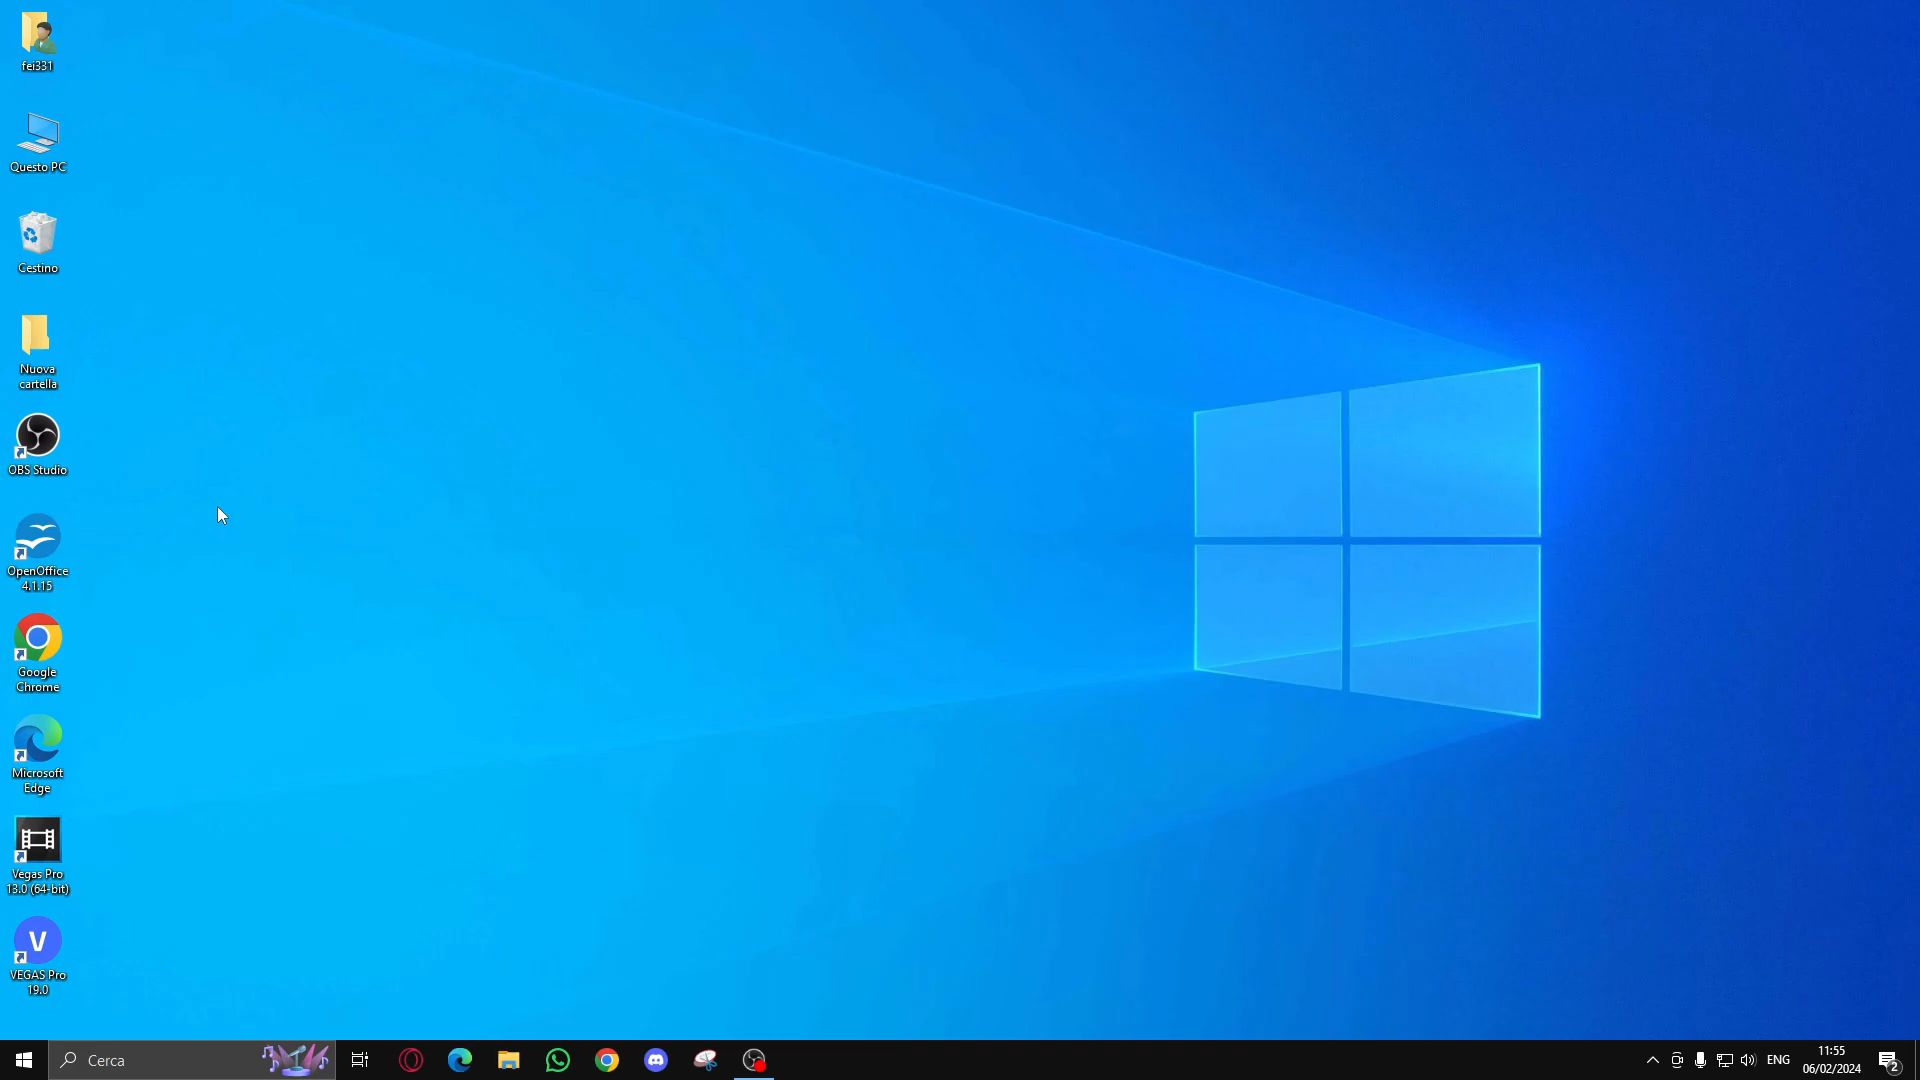 fei331
Questo PC
Cestino
Nuova
cartella
OBS Studio
OpenOffice
4.1.15
Google
Chrome
Microsoft
Edge
Vegas Pro
13.0 (64-bit)
V
VEGAS Pro
19.0
Cerca
ENG
11:55
06/02/2024
2